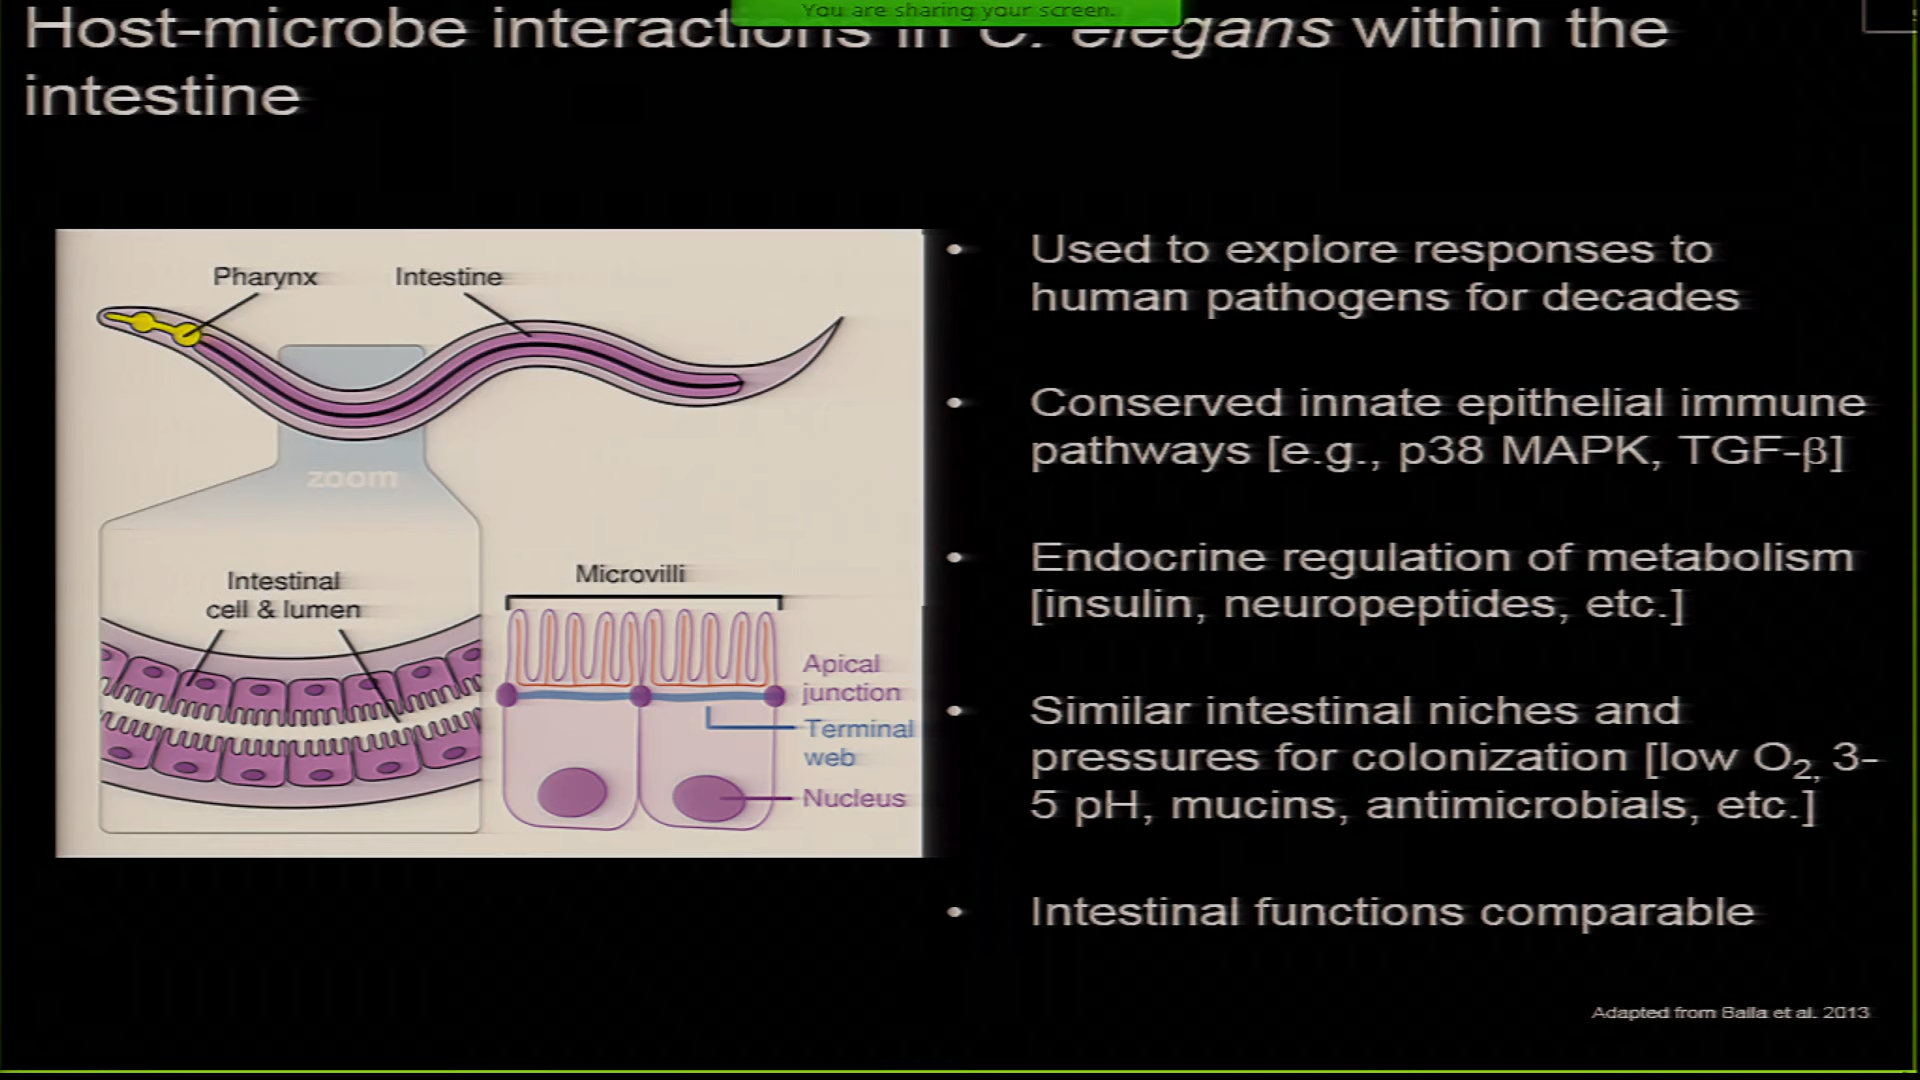 You are sharing your screen.
Host-microbe interactions in C. elegans within the
intestine
Pharynx
Intestine
zoom
Intestinal
cell & lumen
Microvilli
Apical
junction
Terminal
web
Nucleus
• Used to explore responses to
human pathogens for decades
• Conserved innate epithelial immune
pathways [e.g., p38 MAPK, TGF-β]
• Endocrine regulation of metabolism
[insulin, neuropeptides, etc.]
• Similar intestinal niches and
pressures for colonization [low O₂, 3-
5 pH, mucins, antimicrobials, etc.]
• Intestinal functions comparable
Adapted from Balla et al. 2013